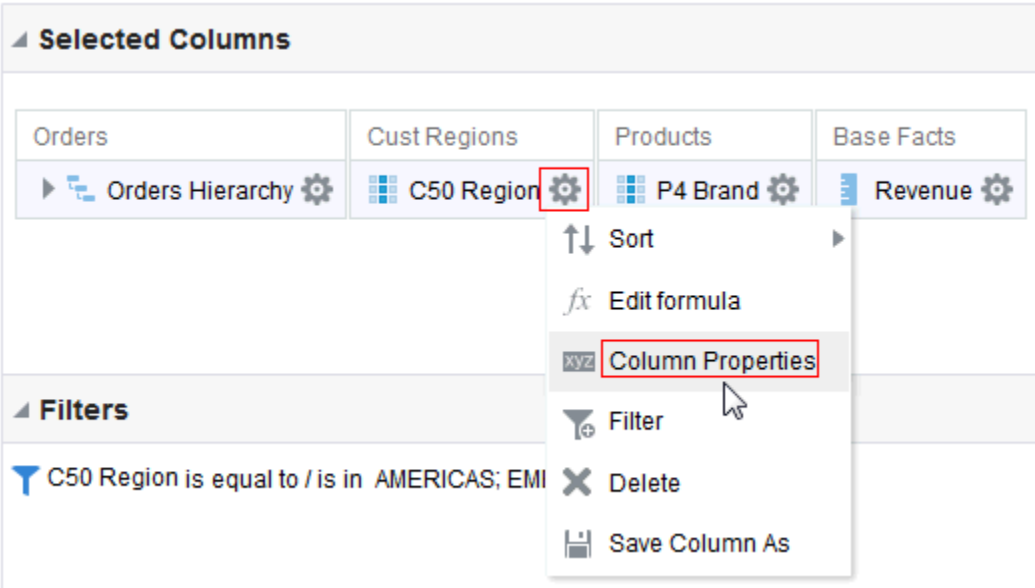 Selected Columns
Orders Cust Regions Products Base Facts
Orders Hierarchy C50 Region P4 Brand Revenue
Sort
fx Edit formula
xyz Column Properties
Filters
Filter
C50 Region is equal to / is in AMERICAS;
Delete
Save Column As